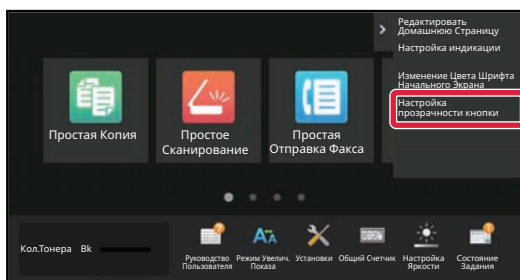 Редактировать
Домашнюю Страницу
Настройка индикации
Изменение Цвета Шрифта
Начального Экрана
Настройка
прозрачности кнопки
Простая Копия
Простое
Сканирование
Простая
Отправка Факса
Кол.Тонера Bk
Руководство
Пользователя
Режим Увелич.
Показа
Установки
Общий Счетчик
Настройка
Яркости
Состояние
Задания